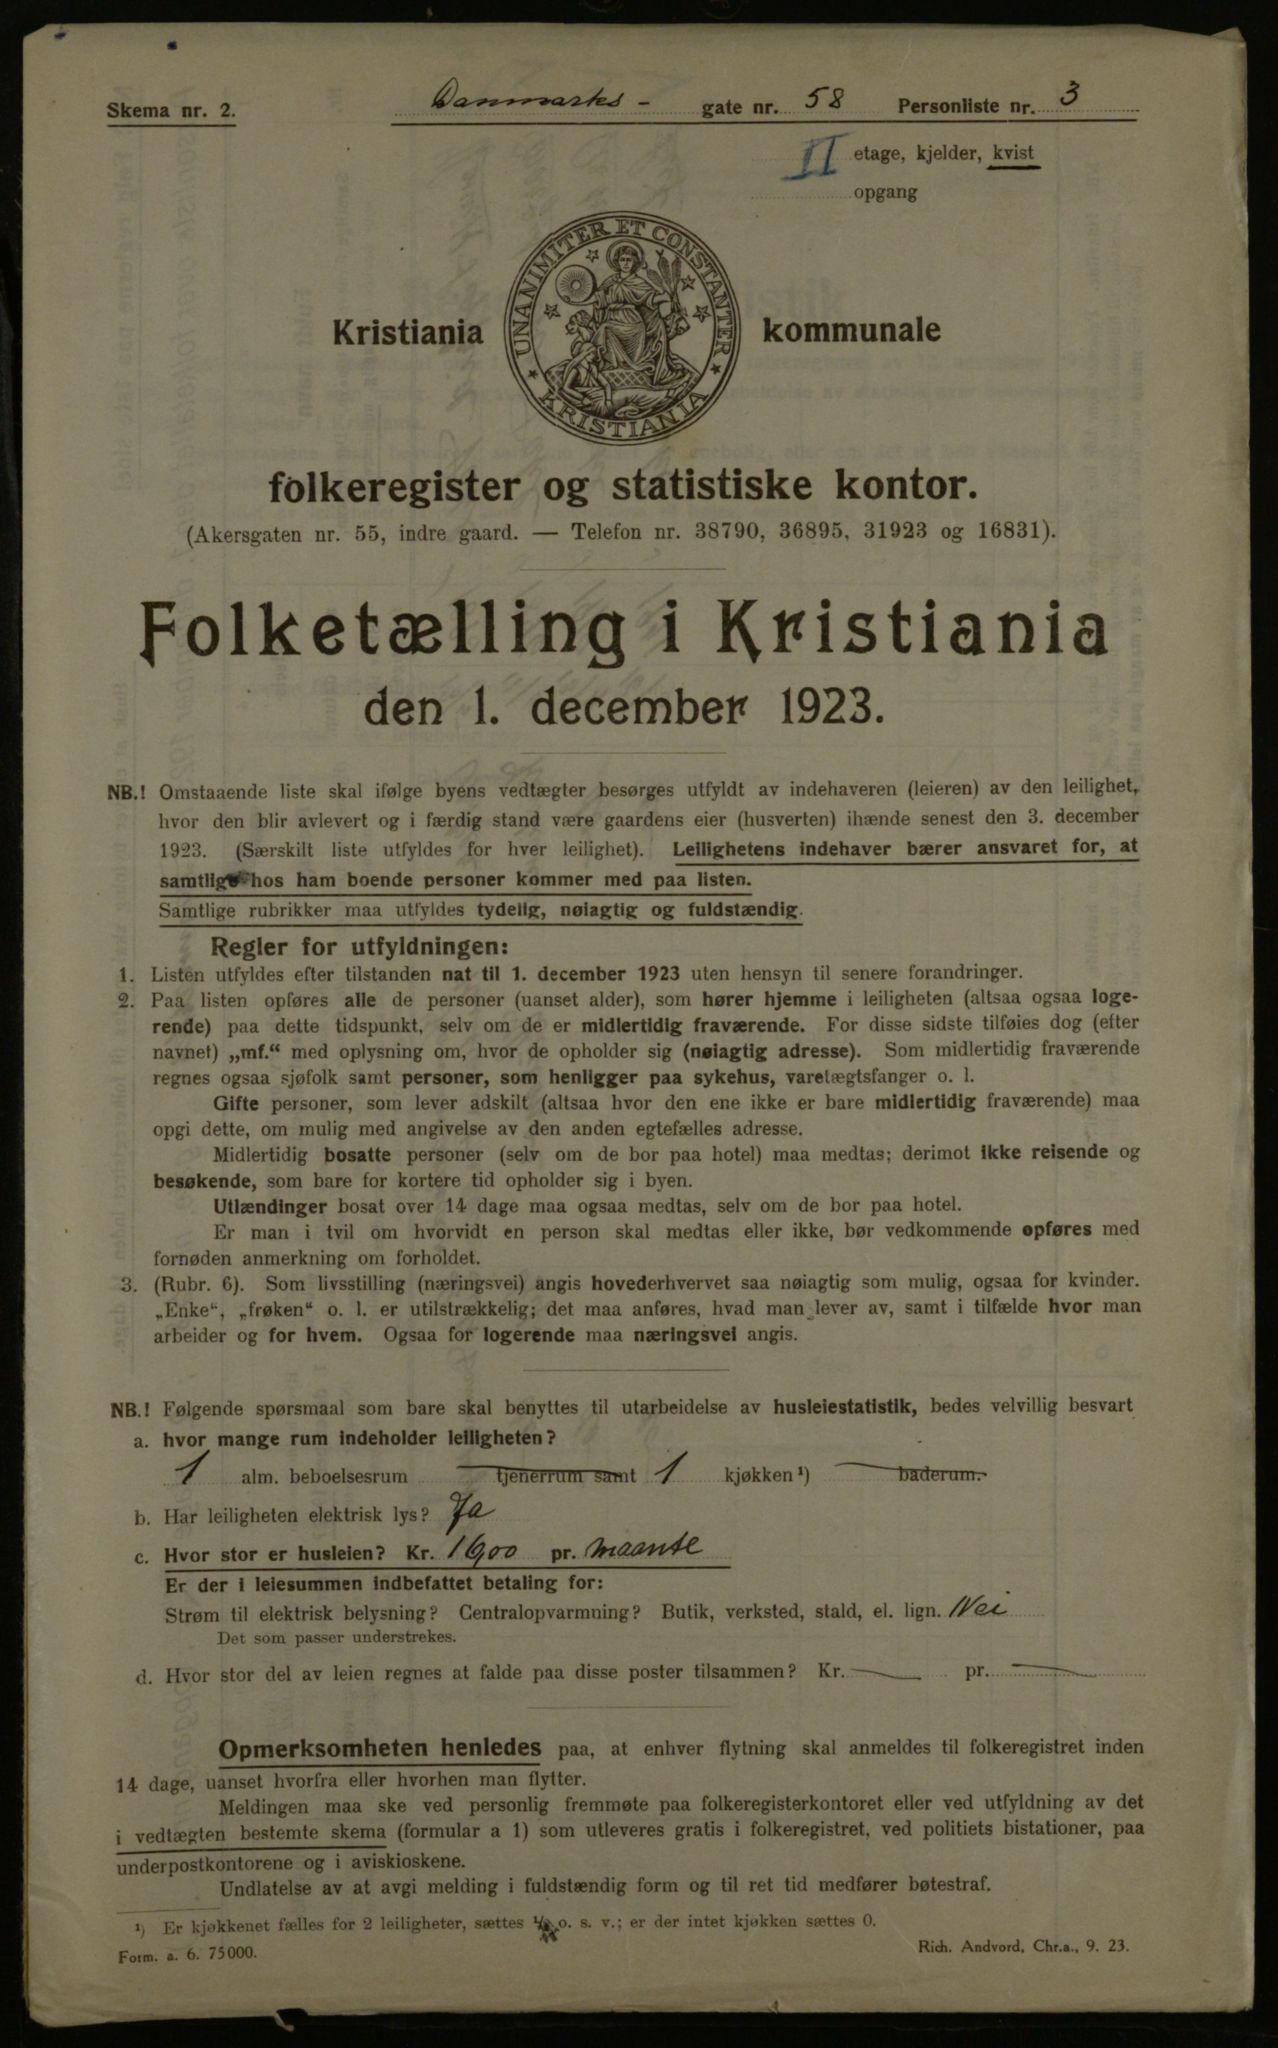 Skema nr. 2.
Danmarks- gate nr. 58 Personliste nr. 3
II etage, kjelder, kvist
opgang
UNANIMITER ET CONSTANTER
KRISTIANIA
Kristiania kommunale
folkeregister og statistiske kontor.
(Akersgaten nr. 55, indre gaard. — Telefon nr. 38790, 36895, 31923 og 16831).
Folketælling i Kristiania
den 1. december 1923.
NB.! Omstaaende liste skal ifølge byens vedtægter besørges utfyldt av indehaveren (leieren) av den leilighet,
hvor den blir avlevert og i færdig stand være gaardens eier (husverten) ihænde senest den 3. december
1923. (Særskilt liste utfyldes for hver leilighet). Leilighetens indehaver bærer ansvaret for, at
samtlige hos ham boende personer kommer med paa listen.
Samtlige rubrikker maa utfyldes tydelig, nøiagtig og fuldstændig.
Regler for utfyldningen:
1. Listen utfyldes efter tilstanden nat til 1. december 1923 uten hensyn til senere forandringer.
2. Paa listen opføres alle de personer (uanset alder), som hører hjemme i leiligheten (altsaa ogsaa loge-
rende) paa dette tidspunkt, selv om de er midlertidig fraværende. For disse sidste tilføies dog (efter
navnet) „mf.“ med oplysning om, hvor de opholder sig (nøiagtig adresse). Som midlertidig fraværende
regnes ogsaa sjøfolk samt personer, som henligger paa sykehus, varetægtsfanger o. l.
Gifte personer, som lever adskilt (altsaa hvor den ene ikke er bare midlertidig fraværende) maa
opgi dette, om mulig med angivelse av den anden egtefælles adresse.
Midlertidig bosatte personer (selv om de bor paa hotel) maa medtas; derimot ikke reisende og
besøkende, som bare for kortere tid opholder sig i byen.
Utlændinger bosat over 14 dage maa ogsaa medtas, selv om de bor paa hotel.
Er man i tvil om hvorvidt en person skal medtas eller ikke, bør vedkommende opføres med
fornøden anmerkning om forholdet.
3. (Rubr. 6). Som livsstilling (næringsvei) angis hovederhvervet saa nøiagtig som mulig, ogsaa for kvinder.
„Enke“, „frøken“ o. l. er utilstrækkelig; det maa anføres, hvad man lever av, samt i tilfælde hvor man
arbeider og for hvem. Ogsaa for logerende maa næringsvei angis.
NB.! Følgende spørsmaal som bare skal benyttes til utarbeidelse av husleiestatistik, bedes velvillig besvart
a. hvor mange rum indeholder leiligheten?
1 alm. beboelsesrum tjenerrum samt 1 kjøkken ¹) baderum.
b. Har leiligheten elektrisk lys? Ja
c. Hvor stor er husleien? Kr. 16,00 pr. maante
Er der i leiesummen indbefattet betaling for:
Strøm til elektrisk belysning? Centralopvarmning? Butik, verksted, stald, el. lign. Nei
Det som passer understrekes.
d. Hvor stor del av leien regnes at falde paa disse poster tilsammen? Kr. — pr. —
Opmerksomheten henledes paa, at enhver flytning skal anmeldes til folkeregistret inden
14 dage, uanset hvorfra eller hvorhen man flytter.
Meldingen maa ske ved personlig fremmøte paa folkeregisterkontoret eller ved utfyldning av det
i vedtægten bestemte skema (formular a 1) som utleveres gratis i folkeregistret, ved politiets bistationer, paa
underpostkontorene og i aviskioskene.
Undlatelse av at avgi melding i fuldstændig form og til ret tid medfører bøtestraf.
¹) Er kjøkkenet fælles for 2 leiligheter, sættes ½ o. s. v.; er der intet kjøkken sættes 0.
Form. a. 6. 75000. Rich. Andvord, Chr.a., 9. 23.